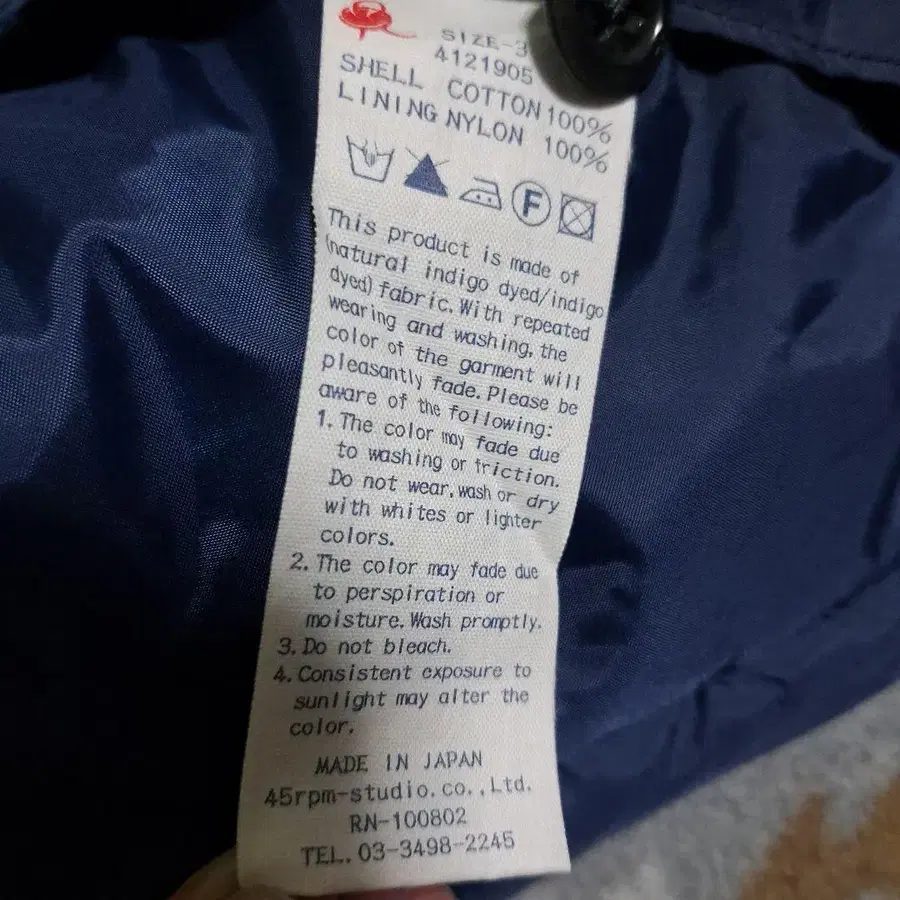 SIZE-3
4121905
SHELL COTTON 100%
LINING NYLON 100%
F
This product is made of
(natural indigo dyed/indigo
dyed) fabric. With repeated
wearing and washing, the
color of the garment will
pleasantly fade. Please be
aware of the following:
1. The color may fade due
to washing or friction.
Do not wear, wash or dry
with whites or lighter
colors.
2. The color may fade due
to perspiration or
moisture. Wash promptly.
3. Do not bleach.
4. Consistent exposure to
sunlight may alter the
color.
MADE IN JAPAN
45rpm-studio.co.,Ltd.
RN-100802
TEL. 03-3498-2245